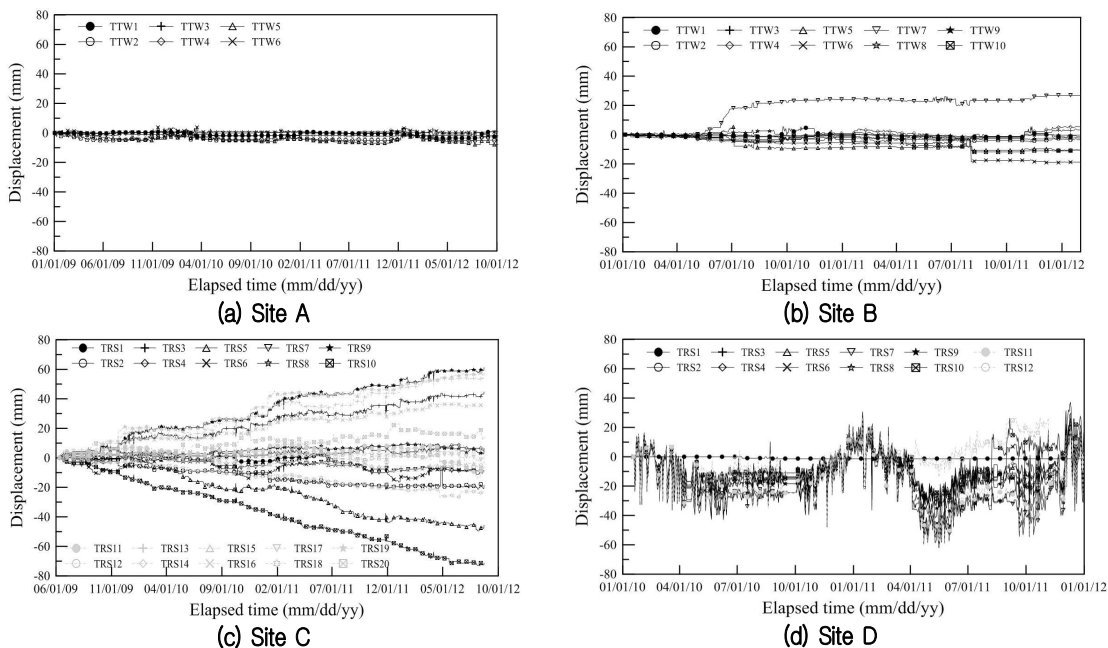 TTW1 TTW3 TTW5
TTW2 TTW4 TTW6
80
60
40
20
0
-20
-40
-60
-80
Displacement (mm)
01/01/09 06/01/09 11/01/09 04/01/10 09/01/10 02/01/11 07/01/11 12/01/11 05/01/12 10/01/12
Elapsed time (mm/dd/yy)
(a) Site A
TTW1 TTW3 TTW5 TTW7 TTW9
TTW2 TTW4 TTW6 TTW8 TTW10
80
60
40
20
0
-20
-40
-60
-80
Displacement (mm)
01/01/10 04/01/10 07/01/10 10/01/10 01/01/11 04/01/11 07/01/11 10/01/11 01/01/12
Elapsed time (mm/dd/yy)
(b) Site B
TRS1 TRS3 TRS5 TRS7 TRS9
TRS2 TRS4 TRS6 TRS8 TRS10
80
60
40
20
0
-20
-40
-60
-80
Displacement (mm)
TRS11 TRS13 TRS15 TRS17 TRS19
TRS12 TRS14 TRS16 TRS18 TRS20
06/01/09 11/01/09 04/01/10 09/01/10 02/01/11 07/01/11 12/01/11 05/01/12 10/01/12
Elapsed time (mm/dd/yy)
(c) Site C
TRS1 TRS3 TRS5 TRS7 TRS9 TRS11
TRS2 TRS4 TRS6 TRS8 TRS10 TRS12
80
60
40
20
0
-20
-40
-60
-80
Displacement (mm)
01/01/10 04/01/10 07/01/10 10/01/10 01/01/11 04/01/11 07/01/11 10/01/11 01/01/12
Elapsed time (mm/dd/yy)
(d) Site D